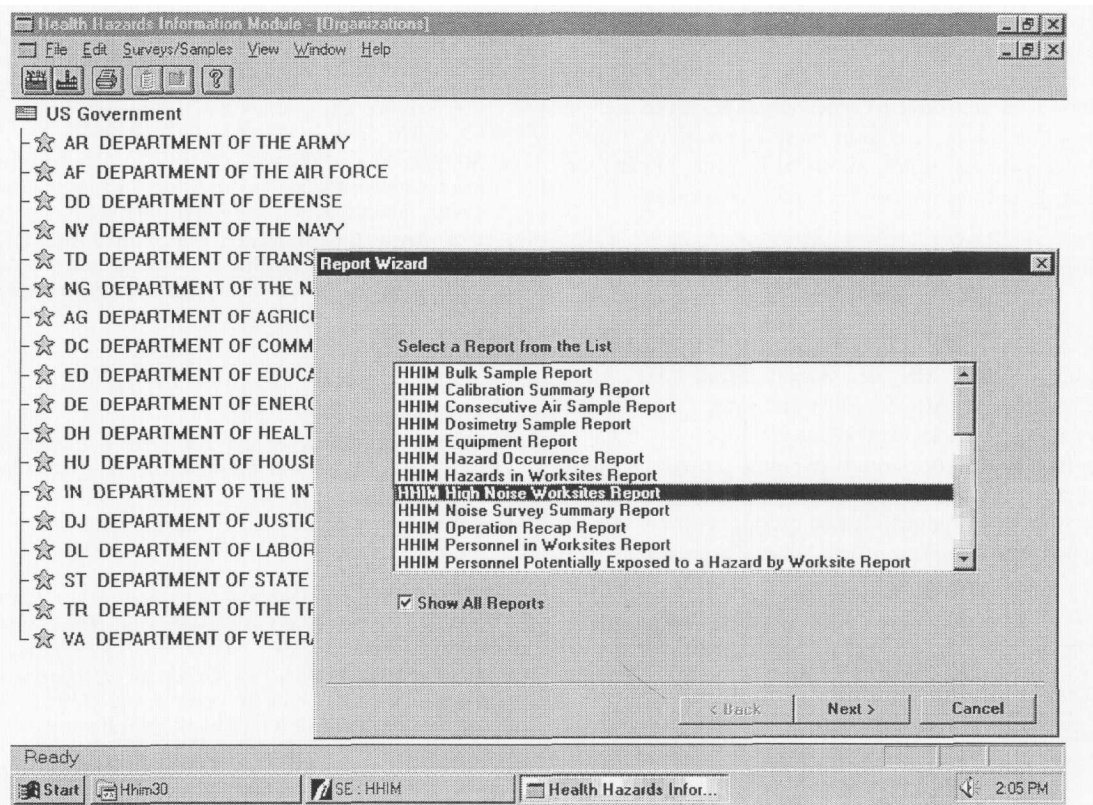 Health Hazards Information Module - [Organizations]
File Edit Surveys/Samples View Window Help
US Government
AR DEPARTMENT OF THE ARMY
AF DEPARTMENT OF THE AIR FORCE
DD DEPARTMENT OF DEFENSE
NV DEPARTMENT OF THE NAVY
TD DEPARTMENT OF TRANS
NG DEPARTMENT OF THE N
AG DEPARTMENT OF AGRIC
DC DEPARTMENT OF COMM
ED DEPARTMENT OF EDUCA
DE DEPARTMENT OF ENERG
DH DEPARTMENT OF HEALT
HU DEPARTMENT OF HOUSI
IN DEPARTMENT OF THE INT
DJ DEPARTMENT OF JUSTIC
DL DEPARTMENT OF LABOR
ST DEPARTMENT OF STATE
TR DEPARTMENT OF THE TR
VA DEPARTMENT OF VETERA
Report Wizard
Select a Report from the List
HHIM Bulk Sample Report
HHIM Calibration Summary Report
HHIM Consecutive Air Sample Report
HHIM Dosimetry Sample Report
HHIM Equipment Report
HHIM Hazard Occurrence Report
HHIM Hazards in Worksites Report
HHIM High Noise Worksites Report
HHIM Noise Survey Summary Report
HHIM Operation Recap Report
HHIM Personnel in Worksites Report
HHIM Personnel Potentially Exposed to a Hazard by Worksite Report
Show All Reports
< Back Next > Cancel
Ready
Start Hhim30 SE : HHIM Health Hazards Infor... 2:05 PM